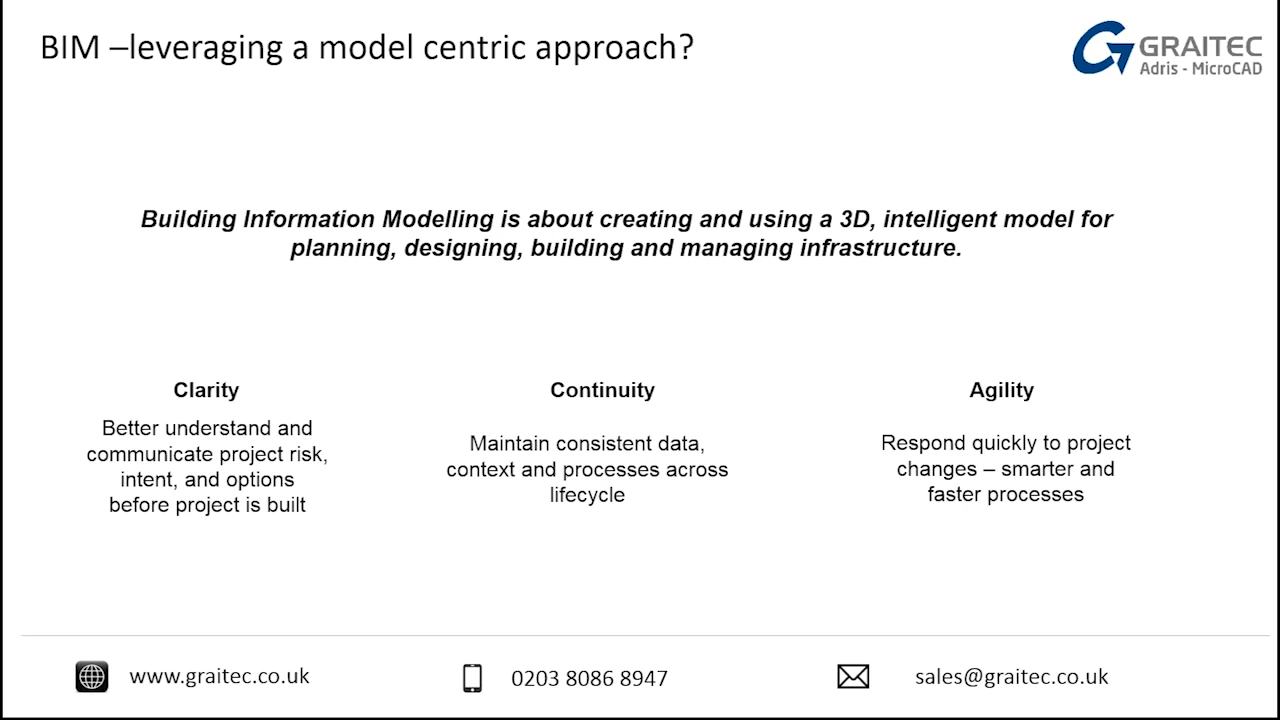 BIM –leveraging a model centric approach?
GRAITEC
Adris - MicroCAD
Building Information Modelling is about creating and using a 3D, intelligent model for
planning, designing, building and managing infrastructure.
Clarity
Better understand and
communicate project risk,
intent, and options
before project is built
Continuity
Maintain consistent data,
context and processes across
lifecycle
Agility
Respond quickly to project
changes – smarter and
faster processes
www.graitec.co.uk
0203 8086 8947
sales@graitec.co.uk